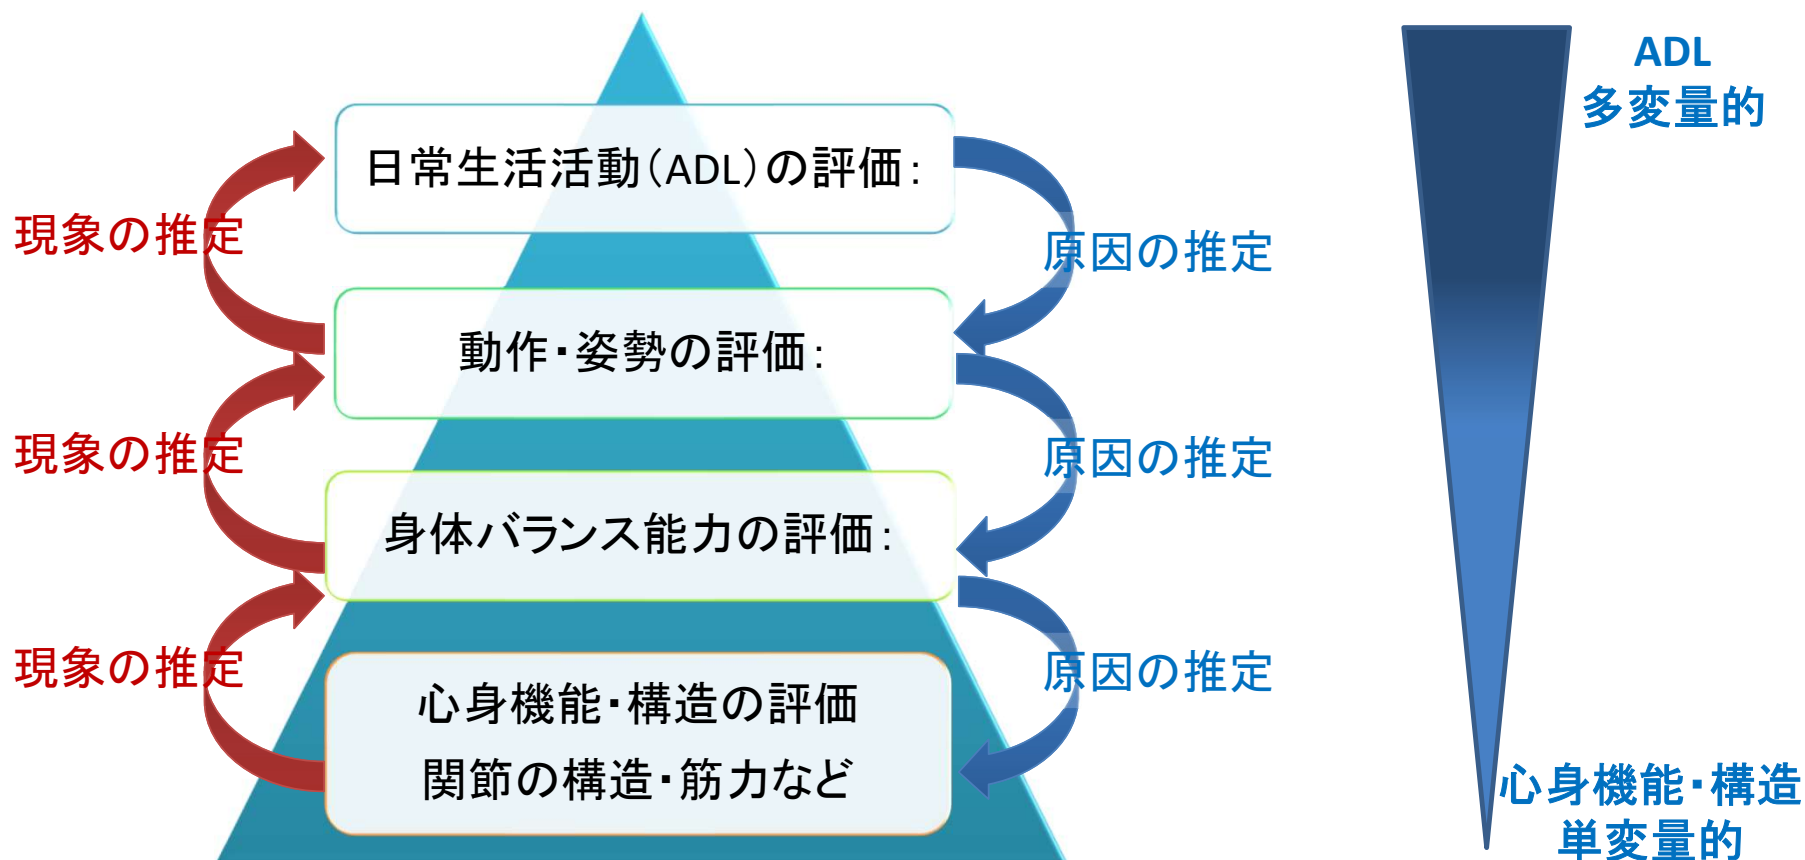 ADL
多変量的
日常生活活動（ADL）の評価：
現象の推定
原因の推定
動作・姿勢の評価：
現象の推定
原因の推定
身体バランス能力の評価：
現象の推定
原因の推定
心身機能・構造の評価
関節の構造・筋力など
心身機能・構造
単変量的